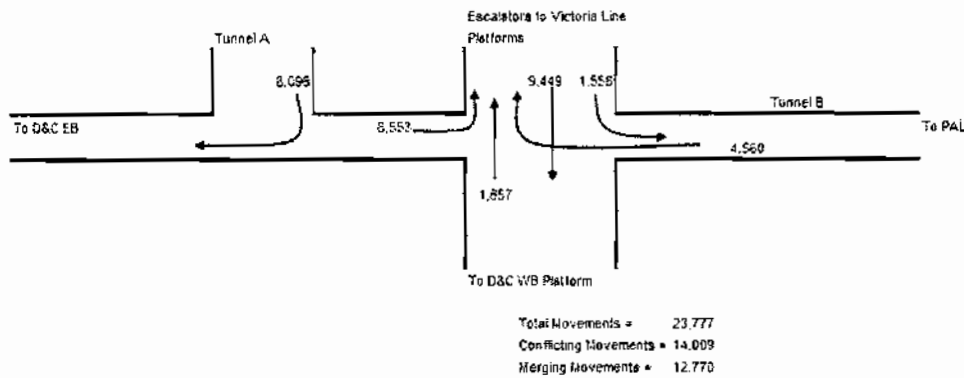 Escalators to Victoria Line
Platforms
Tunnel A
8,096
9,449
1,558
Tunnel B
To D&C EB
6,553
To PAL
4,560
1,657
To D&C WB Platform
Total Movements = 23,777
Conflicting Movements = 14,009
Merging Movements = 12,770